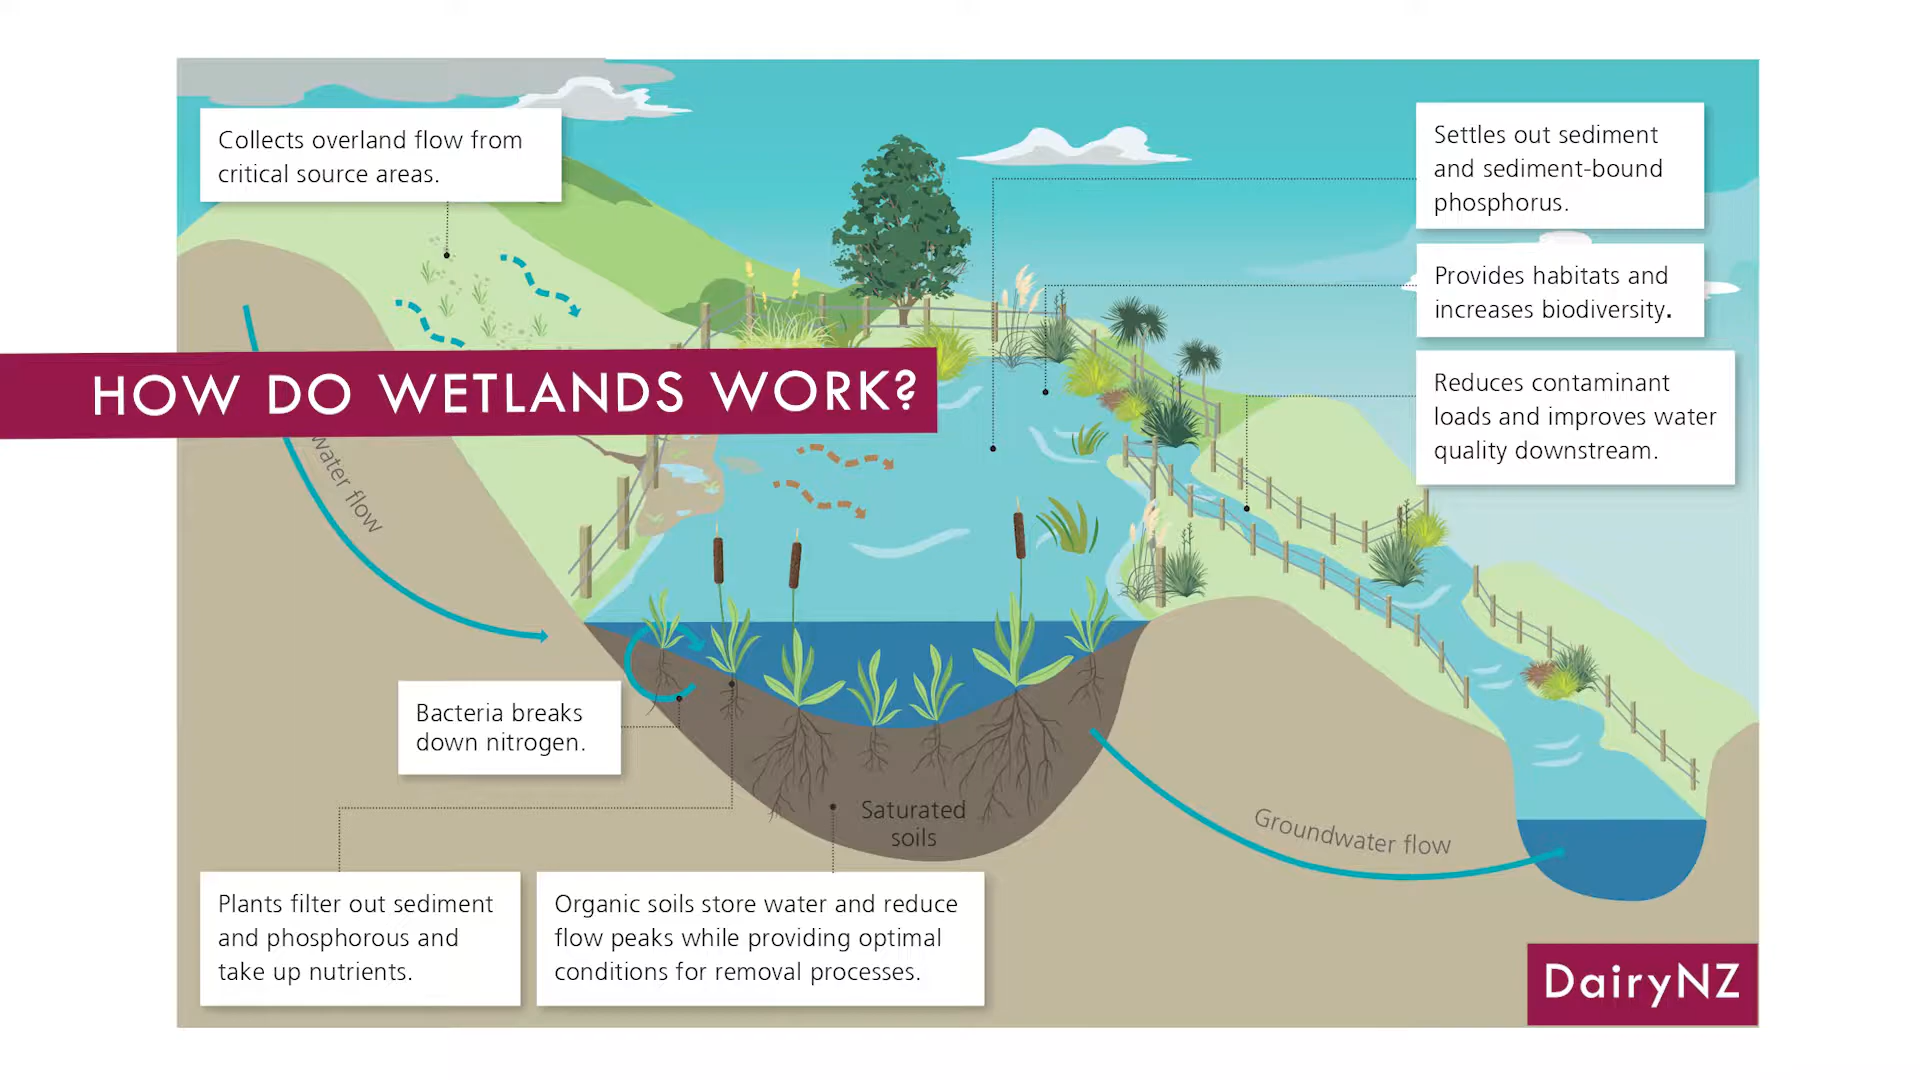 Collects overland flow from
critical source areas.
Settles out sediment
and sediment-bound
phosphorus.
Provides habitats and
increases biodiversity.
Reduces contaminant
loads and improves water
quality downstream.
HOW DO WETLANDS WORK?
water flow
Bacteria breaks
down nitrogen.
Saturated
soils
Groundwater flow
Plants filter out sediment
and phosphorous and
take up nutrients.
Organic soils store water and reduce
flow peaks while providing optimal
conditions for removal processes.
DairyNZ